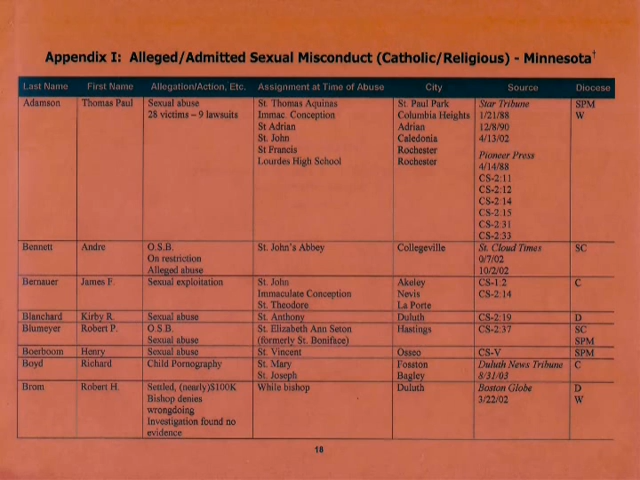 Appendix I: Alleged/Admitted Sexual Misconduct (Catholic/Religious) - Minnesota†
Last Name First Name Allegation/Action, Etc. Assignment at Time of Abuse City Source Diocese
Adamson Thomas Paul Sexual abuse St. Thomas Aquinas St. Paul Park Star Tribune SPM
28 victims – 9 lawsuits Immac. Conception Columbia Heights 1/21/88 W
St Adrian Adrian 12/8/90
St. John Caledonia 4/13/02
St Francis Rochester
Lourdes High School Rochester Pioneer Press
4/14/88
CS-2:11
CS-2:12
CS-2:14
CS-2:15
CS-2:31
CS-2:33
Bennett Andre O.S.B. St. John's Abbey Collegeville St. Cloud Times SC
On restriction 0/7/02
Alleged abuse 10/2/02
Bernauer James F. Sexual exploitation St. John Akeley CS-1:2 C
Immaculate Conception Nevis CS-2:14
St. Theodore La Porte
Blanchard Kirby R. Sexual abuse St. Anthony Duluth CS-2:19 D
Blumeyer Robert P. O.S.B. St. Elizabeth Ann Seton Hastings CS-2:37 SC
Sexual abuse (formerly St. Boniface) SPM
Boerboom Henry Sexual abuse St. Vincent Osseo CS-V SPM
Boyd Richard Child Pornography St. Mary Fosston Duluth News Tribune C
St. Joseph Bagley 8/31/03
Brom Robert H. Settled, (nearly)$100K While bishop Duluth Boston Globe D
Bishop denies 3/22/02 W
wrongdoing
Investigation found no
evidence
18